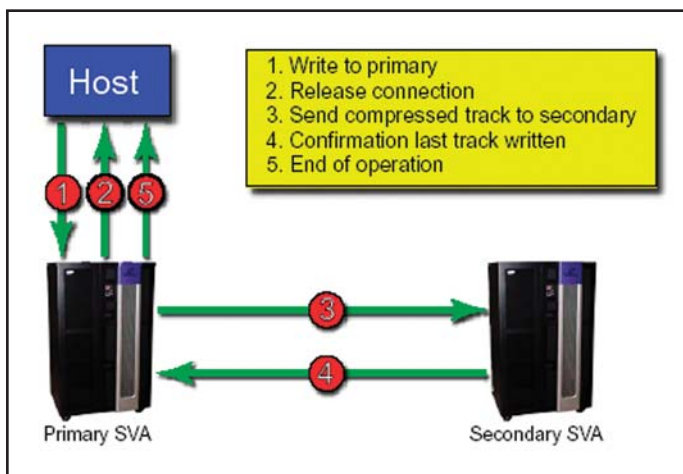 Host
1. Write to primary
2. Release connection
3. Send compressed track to secondary
4. Confirmation last track written
5. End of operation
1
2
5
3
4
Primary SVA
Secondary SVA